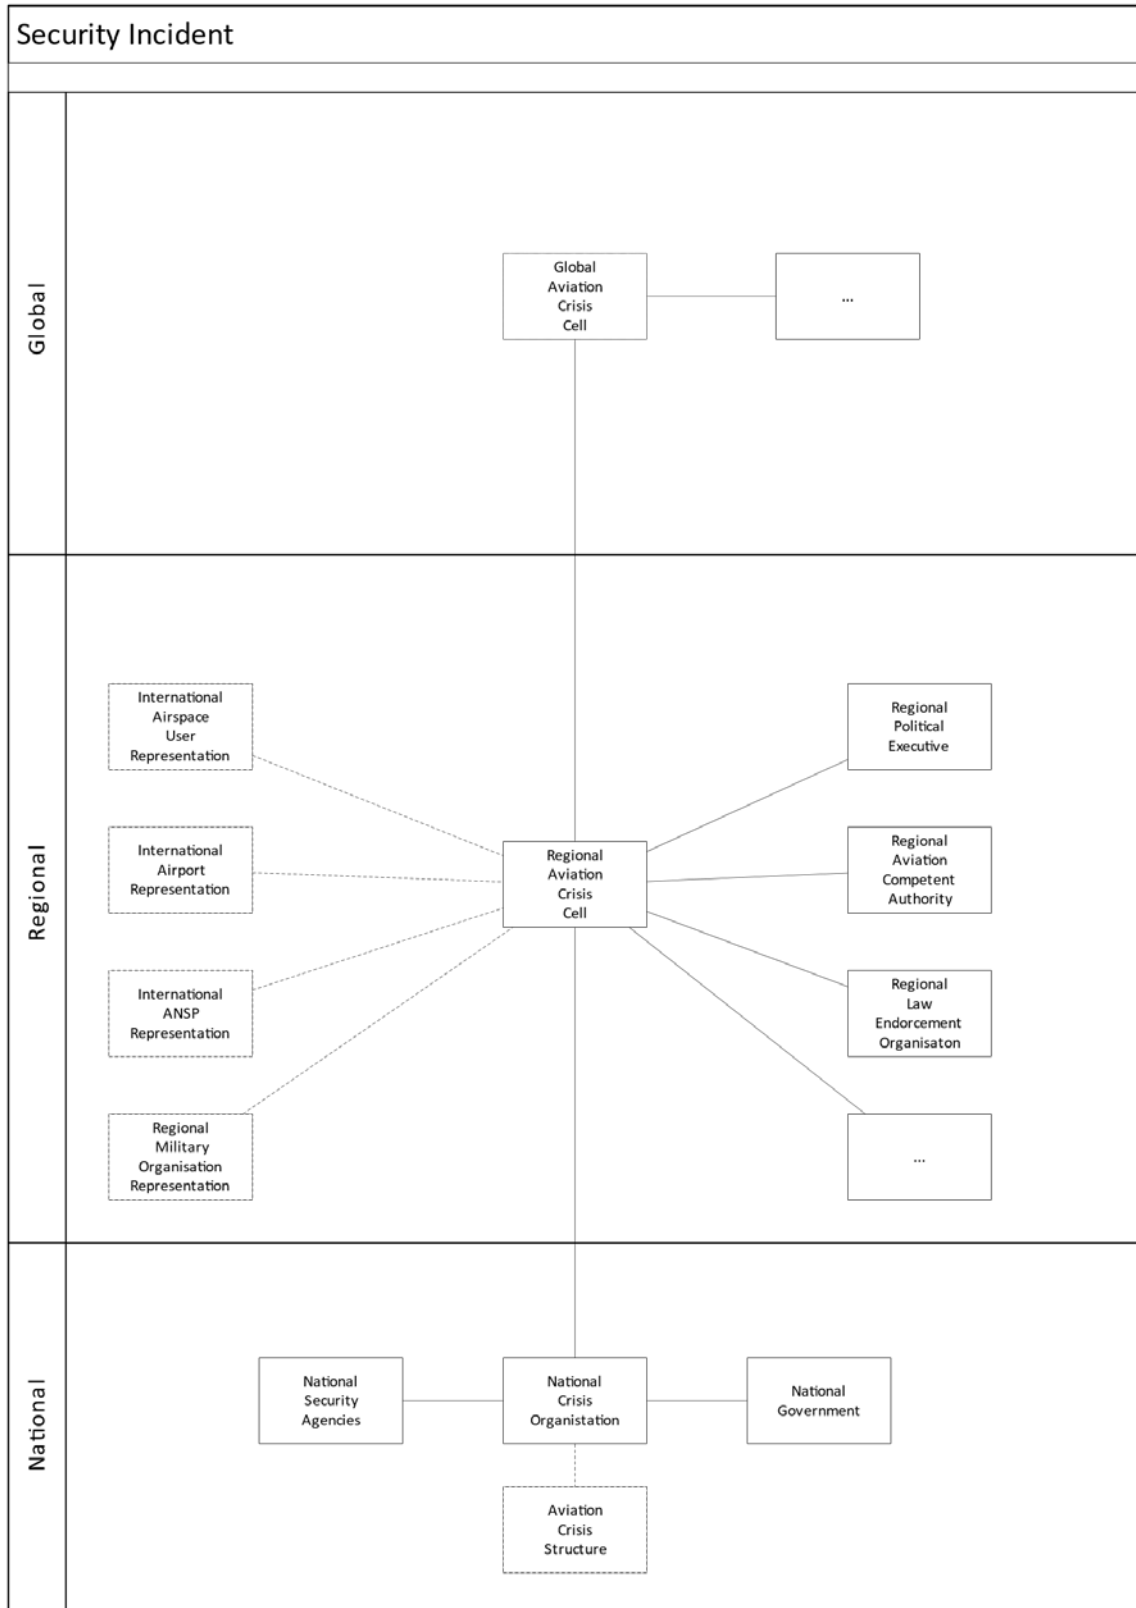 Security Incident
Global
Global
Aviation
Crisis
Cell
...
Regional
International
Airspace
User
Representation
Regional
Political
Executive
International
Airport
Representation
Regional
Aviation
Crisis
Cell
Regional
Aviation
Competent
Authority
International
ANSP
Representation
Regional
Law
Endorcement
Organisaton
Regional
Military
Organisation
Representation
...
National
National
Security
Agencies
National
Crisis
Organistation
National
Government
Aviation
Crisis
Structure